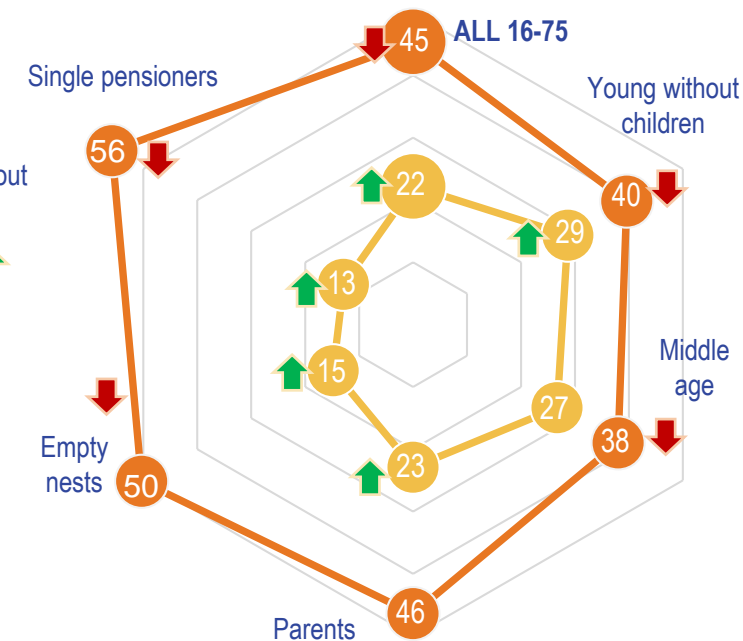 45
ALL 16-75
Single pensioners
Young without
children
56
out
40
22
29
13
15
Middle
age
27
38
23
Empty
nests
50
46
Parents